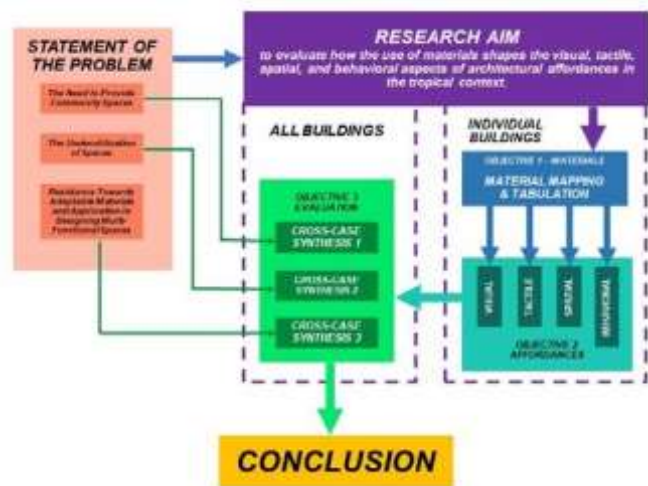 STATEMENT OF
THE PROBLEM
The Need to Provide
Community Spaces
The Underutilization
of Spaces
Resistance Towards
Adaptable Materials
and Application in
Designing Multi-
Functional Spaces
RESEARCH AIM
to evaluate how the use of materials shapes the visual, tactile,
spatial, and behavioral aspects of architectural affordances in
the tropical context.
ALL BUILDINGS
OBJECTIVE 3
EVALUATION
CROSS-CASE
SYNTHESIS 1
CROSS-CASE
SYNTHESIS 2
CROSS-CASE
SYNTHESIS 3
INDIVIDUAL
BUILDINGS
OBJECTIVE 1 - MATERIALS
MATERIAL MAPPING
& TABULATION
VISUAL
TACTILE
SPATIAL
BEHAVIORAL
OBJECTIVE 2
AFFORDANCES
CONCLUSION